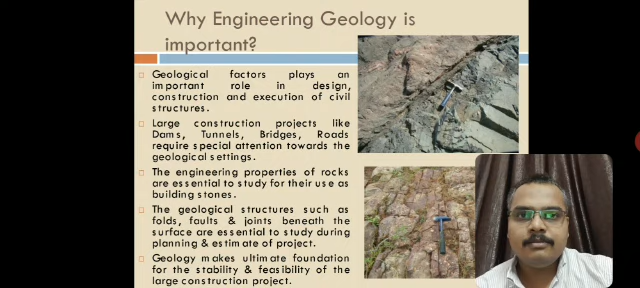 Why Engineering Geology is
important?
Geological factors plays an
important role in design,
construction and execution of civil
structures.
Large construction projects like
Dams, Tunnels, Bridges, Roads
require special attention towards the
geological settings.
The engineering properties of rocks
are essential to study for their use as
building stones.
The geological structures such as
folds, faults & joints beneath the
surface are essential to study during
planning & estimate of project.
Geology makes ultimate foundation
for the stability & feasibility of the
large construction project.